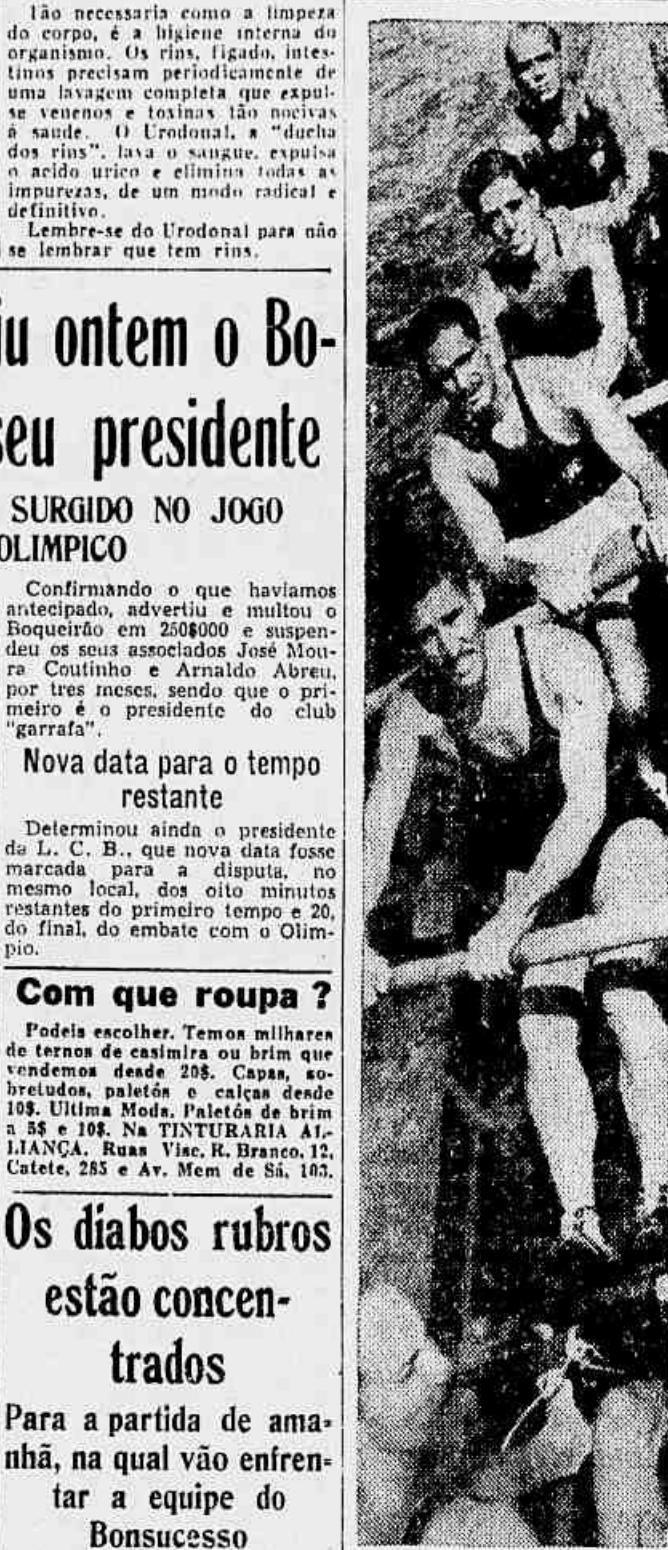 Tão necessaria como a limpeza
do corpo, é a higiene interna do
organismo. Os rins, figado, intes-
tinos precisam periodicamente de
uma lavagem completa que expul-
se venenos e toxinas tão nocivas
á saude. O Urodonal, a "ducha
dos rins", lava o sangue, expulsa
o acido urico e elimina todas as
impurezas, de um modo radical e
definitivo.
Lembre-se do Urodonal para não
se lembrar que tem rins.
iu ontem o Bo-
seu presidente
SURGIDO NO JOGO
OLIMPICO
Confirmando o que haviamos
antecipado, advertiu e multou o
Boqueirão em 250$000 e suspen-
deu os seus associados José Mou-
ra Coutinho e Arnaldo Abreu,
por tres meses, sendo que o pri-
meiro é o presidente do club
"garrafa".
Nova data para o tempo
restante
Determinou ainda o presidente
da L. C. B., que nova data fosse
marcada para a disputa, no
mesmo local, dos oito minutos
restantes do primeiro tempo e 20,
do final, do embate com o Olim-
pio.
Com que roupa ?
Podeis escolher. Temos milhares
de ternos de casimira ou brim que
vendemos desde 20$. Capas, so-
bretudos, paletós e calças desde
10$. Ultima Moda. Paletós de brim
a 5$ e 10$. Na TINTURARIA AL-
LIANÇA. Ruas Visc. R. Branco, 12,
Catete, 285 e Av. Mem de Sá, 103.
Os diabos rubros
estão concen-
trados
Para a partida de ama-
nhã, na qual vão enfren-
tar a equipe do
Bonsucesso